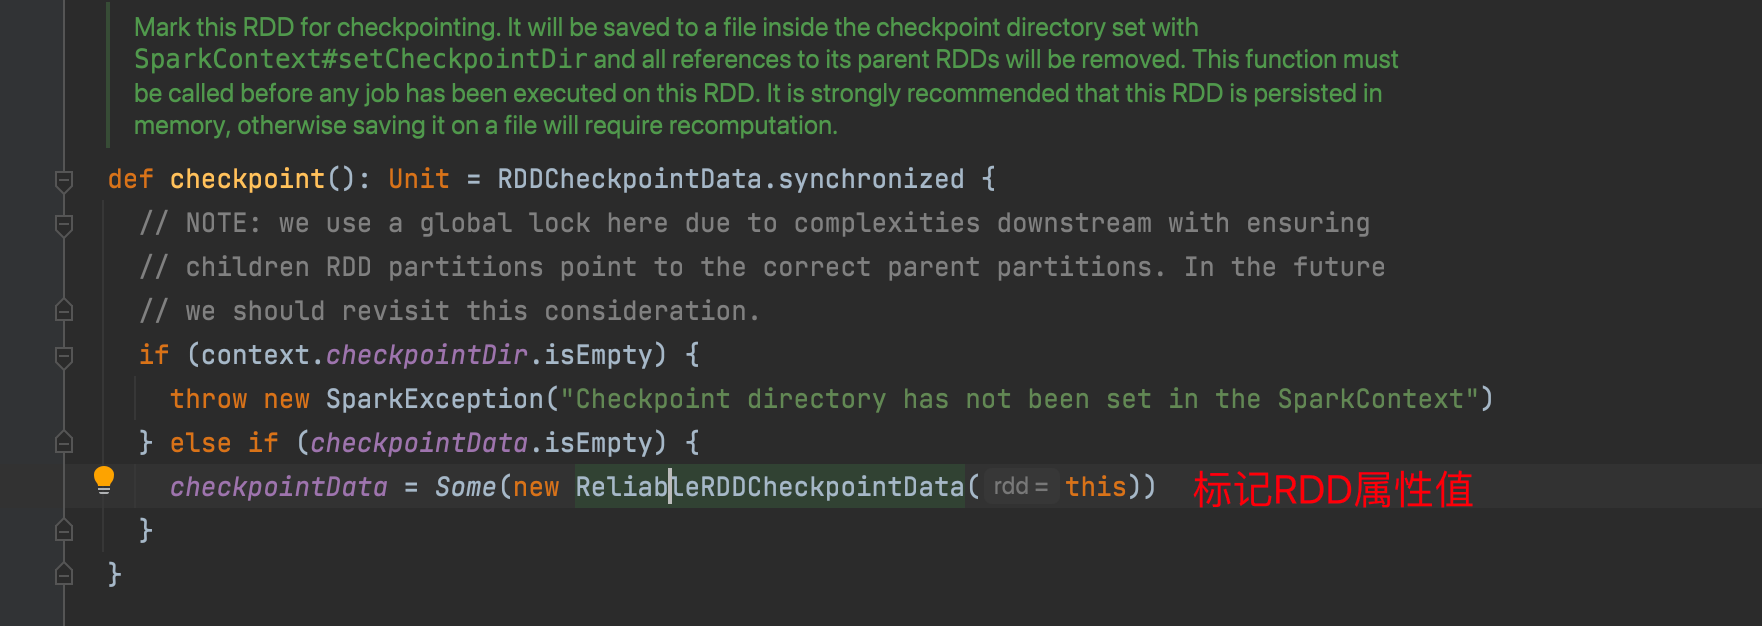 Mark this RDD for checkpointing. It will be saved to a file inside the checkpoint directory set with
SparkContext#setCheckpointDir and all references to its parent RDDs will be removed. This function must
be called before any job has been executed on this RDD. It is strongly recommended that this RDD is persisted in
memory, otherwise saving it on a file will require recomputation.
def checkpoint(): Unit = RDDCheckpointData.synchronized {
// NOTE: we use a global lock here due to complexities downstream with ensuring
// children RDD partitions point to the correct parent partitions. In the future
// we should revisit this consideration.
if (context.checkpointDir.isEmpty) {
throw new SparkException("Checkpoint directory has not been set in the SparkContext")
} else if (checkpointData.isEmpty) {
checkpointData = Some(new ReliableRDDCheckpointData( rdd = this)) 标记RDD属性值
}
}